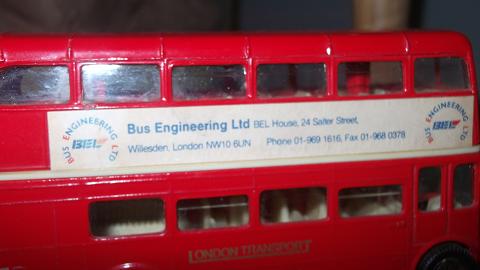 BUS ENGINEERING LTD
BEL
Bus Engineering Ltd BEL House, 24 Salter Street,
Willesden, London NW10 6UN Phone 01-969 1616, Fax 01-968 0378
BUS ENGINEERING LTD
BEL
LONDON TRANSPORT